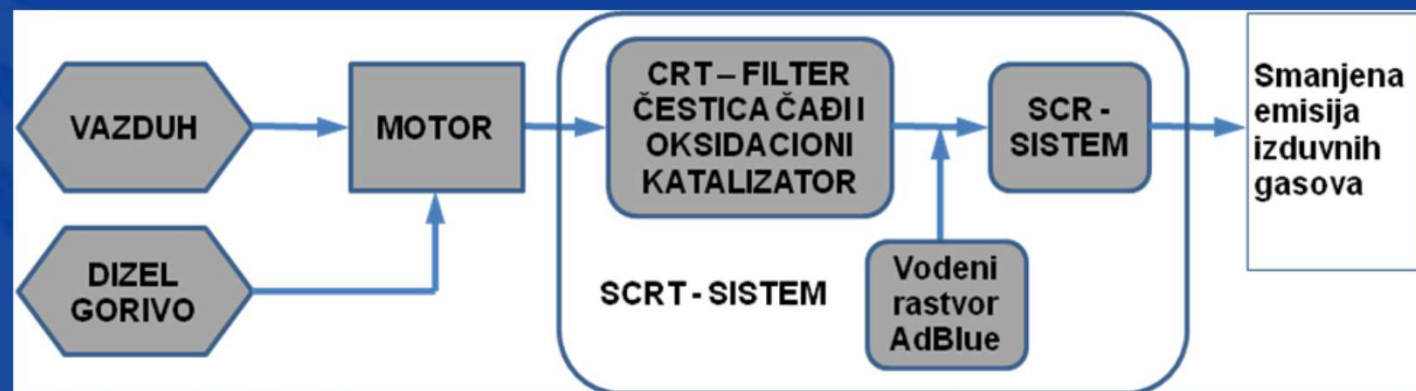 VAZDUH
DIZEL
GORIVO
MOTOR
CRT – FILTER
ČESTICA ČAĐI I
OKSIDACIONI
KATALIZATOR
SCR -
SISTEM
Vodeni
rastvor
AdBlue
SCRT - SISTEM
Smanjena
emisija
izduvnih
gasova